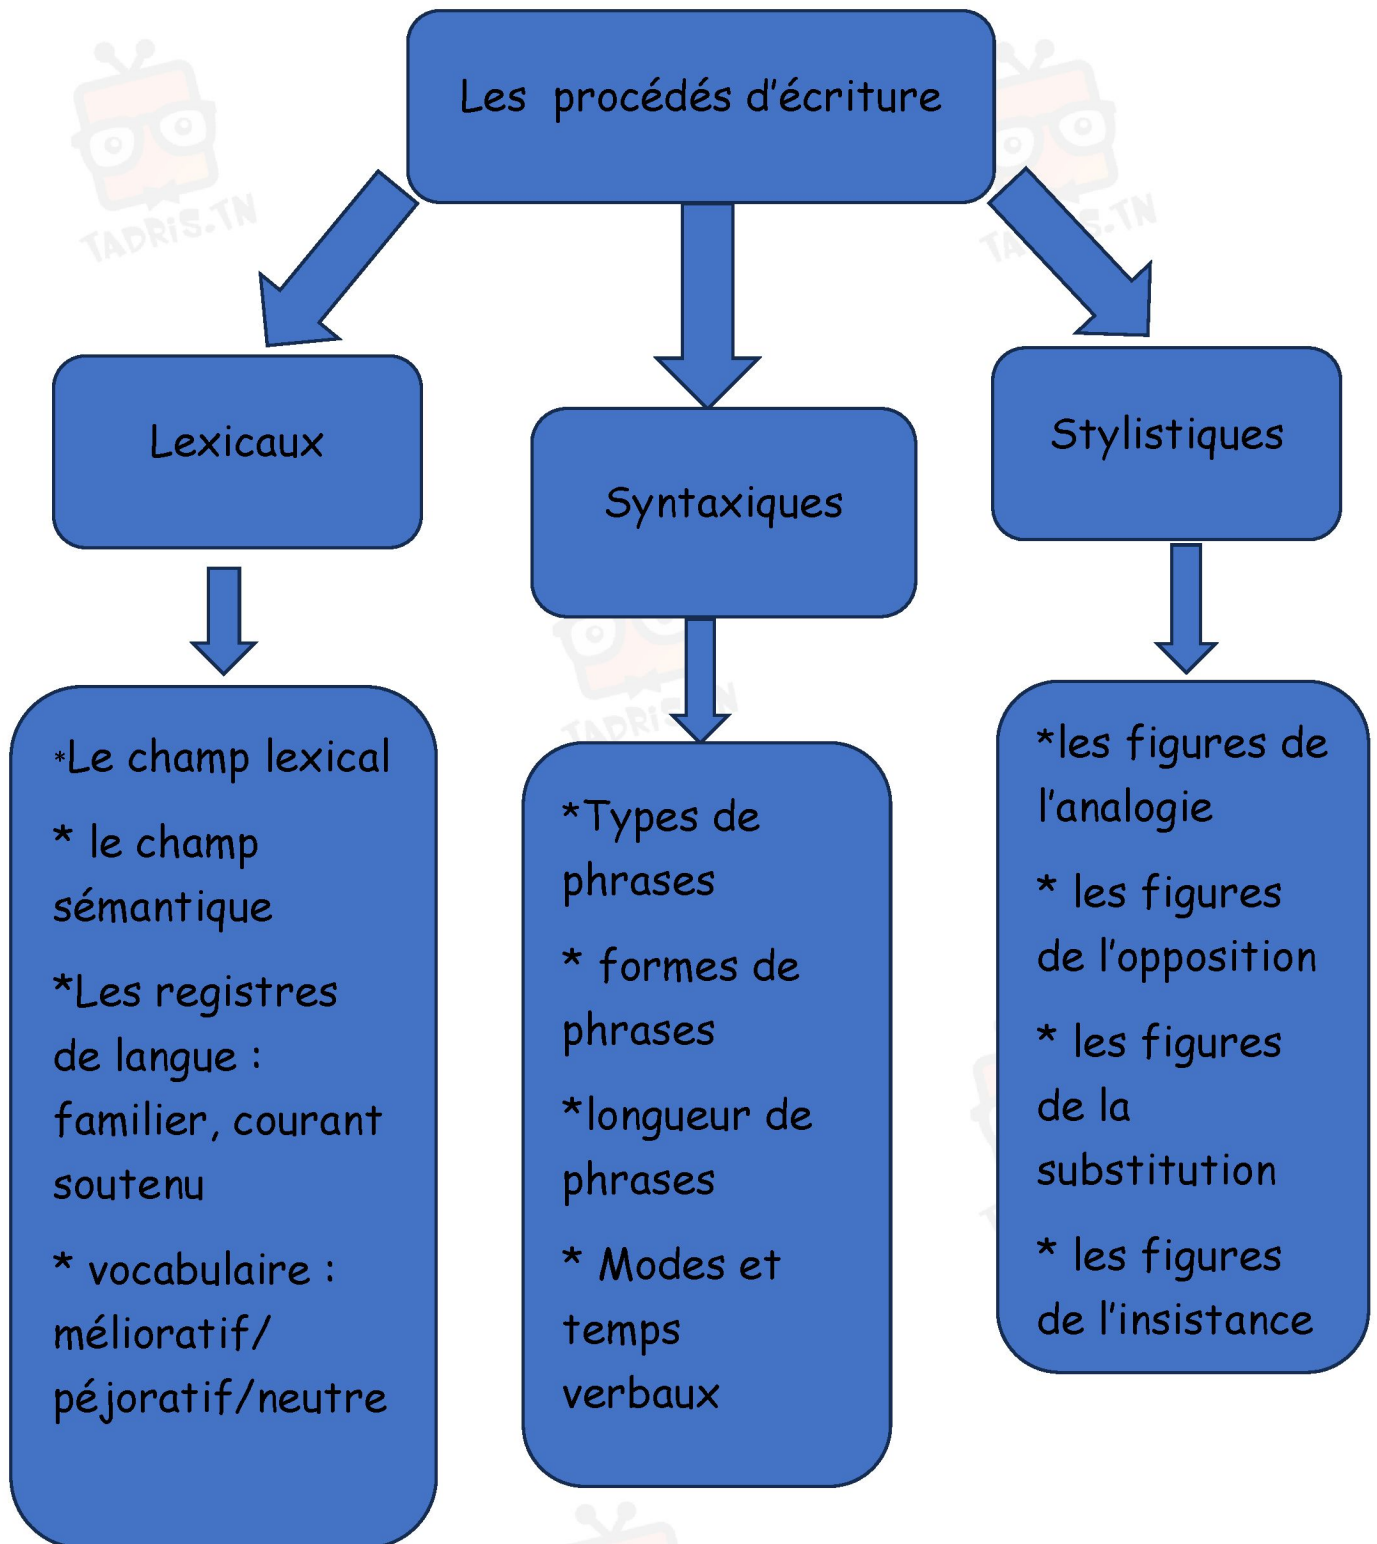 Les procédés d'écriture
TADRIS.TN
Lexicaux
Syntaxiques
Stylistiques
*Le champ lexical
* le champ
sémantique
*Les registres
de langue :
familier, courant
soutenu
* vocabulaire :
mélioratif/
péjoratif/neutre
*Types de
phrases
* formes de
phrases
*longueur de
phrases
* Modes et
temps
verbaux
*les figures de
l'analogie
* les figures
de l'opposition
* les figures
de la
substitution
* les figures
de l'insistance